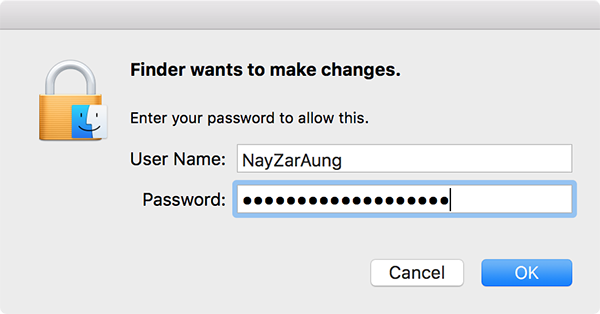 Finder wants to make changes.
Enter your password to allow this.
User Name: NayZarAung
Password: ●●●●●●●●●●●●●●●●●●●
Cancel OK